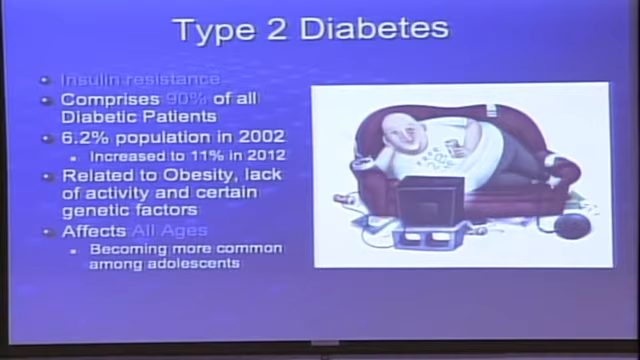 Type 2 Diabetes
Insulin resistance
Comprises 90% of all
Diabetic Patients
6.2% population in 2002
Increased to 11% in 2012
Related to Obesity, lack
of activity and certain
genetic factors
Affects All Ages
Becoming more common
among adolescents